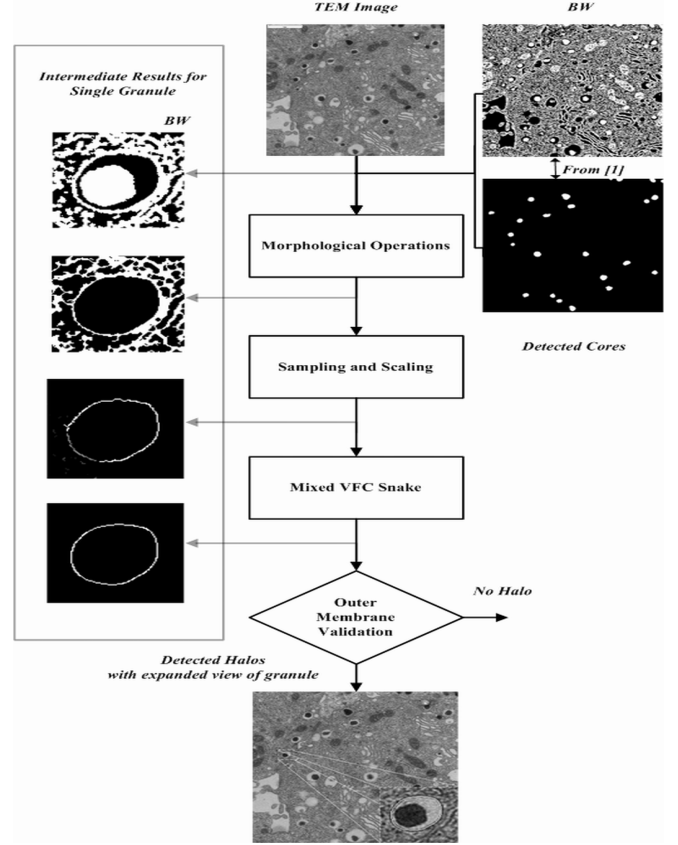 TEM Image
BW
Intermediate Results for
Single Granule
BW
From [1]
Morphological Operations
Detected Cores
Sampling and Scaling
Mixed VFC Snake
Outer
Membrane
Validation
No Halo
Detected Halos
with expanded view of granule